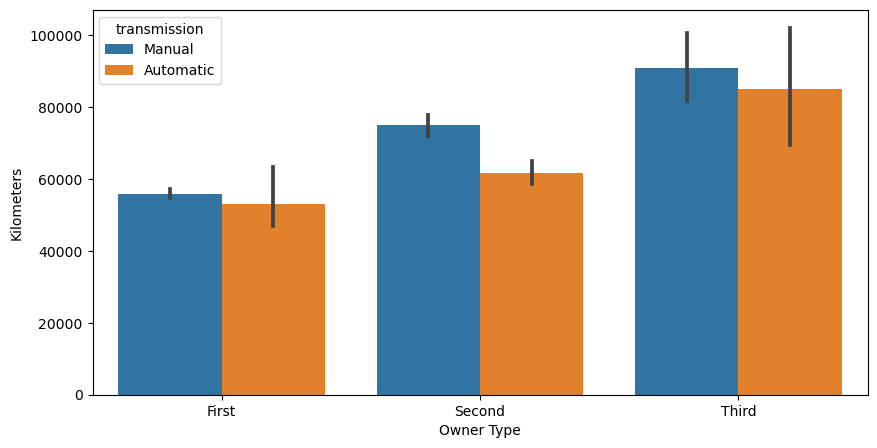 transmission
Manual
Automatic
100000
80000
60000
40000
20000
0
Kilometers
First
Second
Third
Owner Type